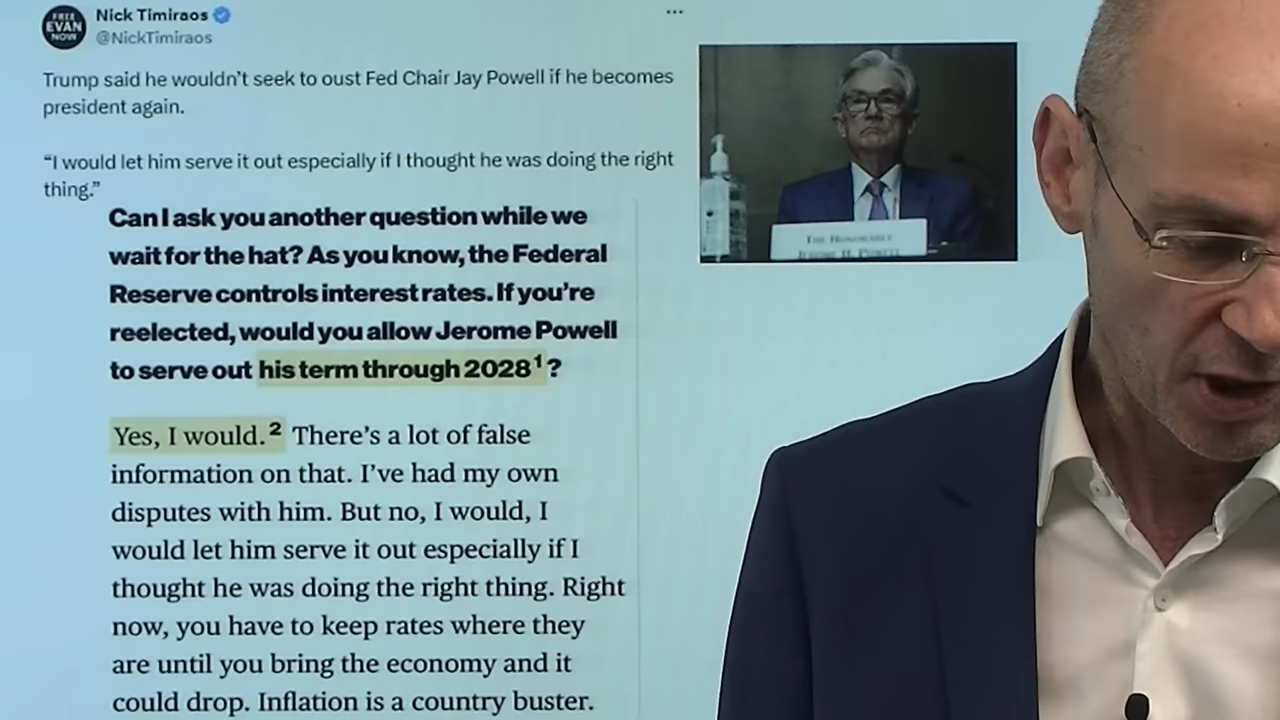 FREE
EVAN
NOW
Nick Timiraos
@NickTimiraos
...
Trump said he wouldn't seek to oust Fed Chair Jay Powell if he becomes
president again.
“I would let him serve it out especially if I thought he was doing the right
thing.”
THE HONORABLE
JEROME H. POWELL
Can I ask you another question while we
wait for the hat? As you know, the Federal
Reserve controls interest rates. If you’re
reelected, would you allow Jerome Powell
to serve out his term through 2028¹?
Yes, I would.² There’s a lot of false
information on that. I’ve had my own
disputes with him. But no, I would, I
would let him serve it out especially if I
thought he was doing the right thing. Right
now, you have to keep rates where they
are until you bring the economy and it
could drop. Inflation is a country buster.